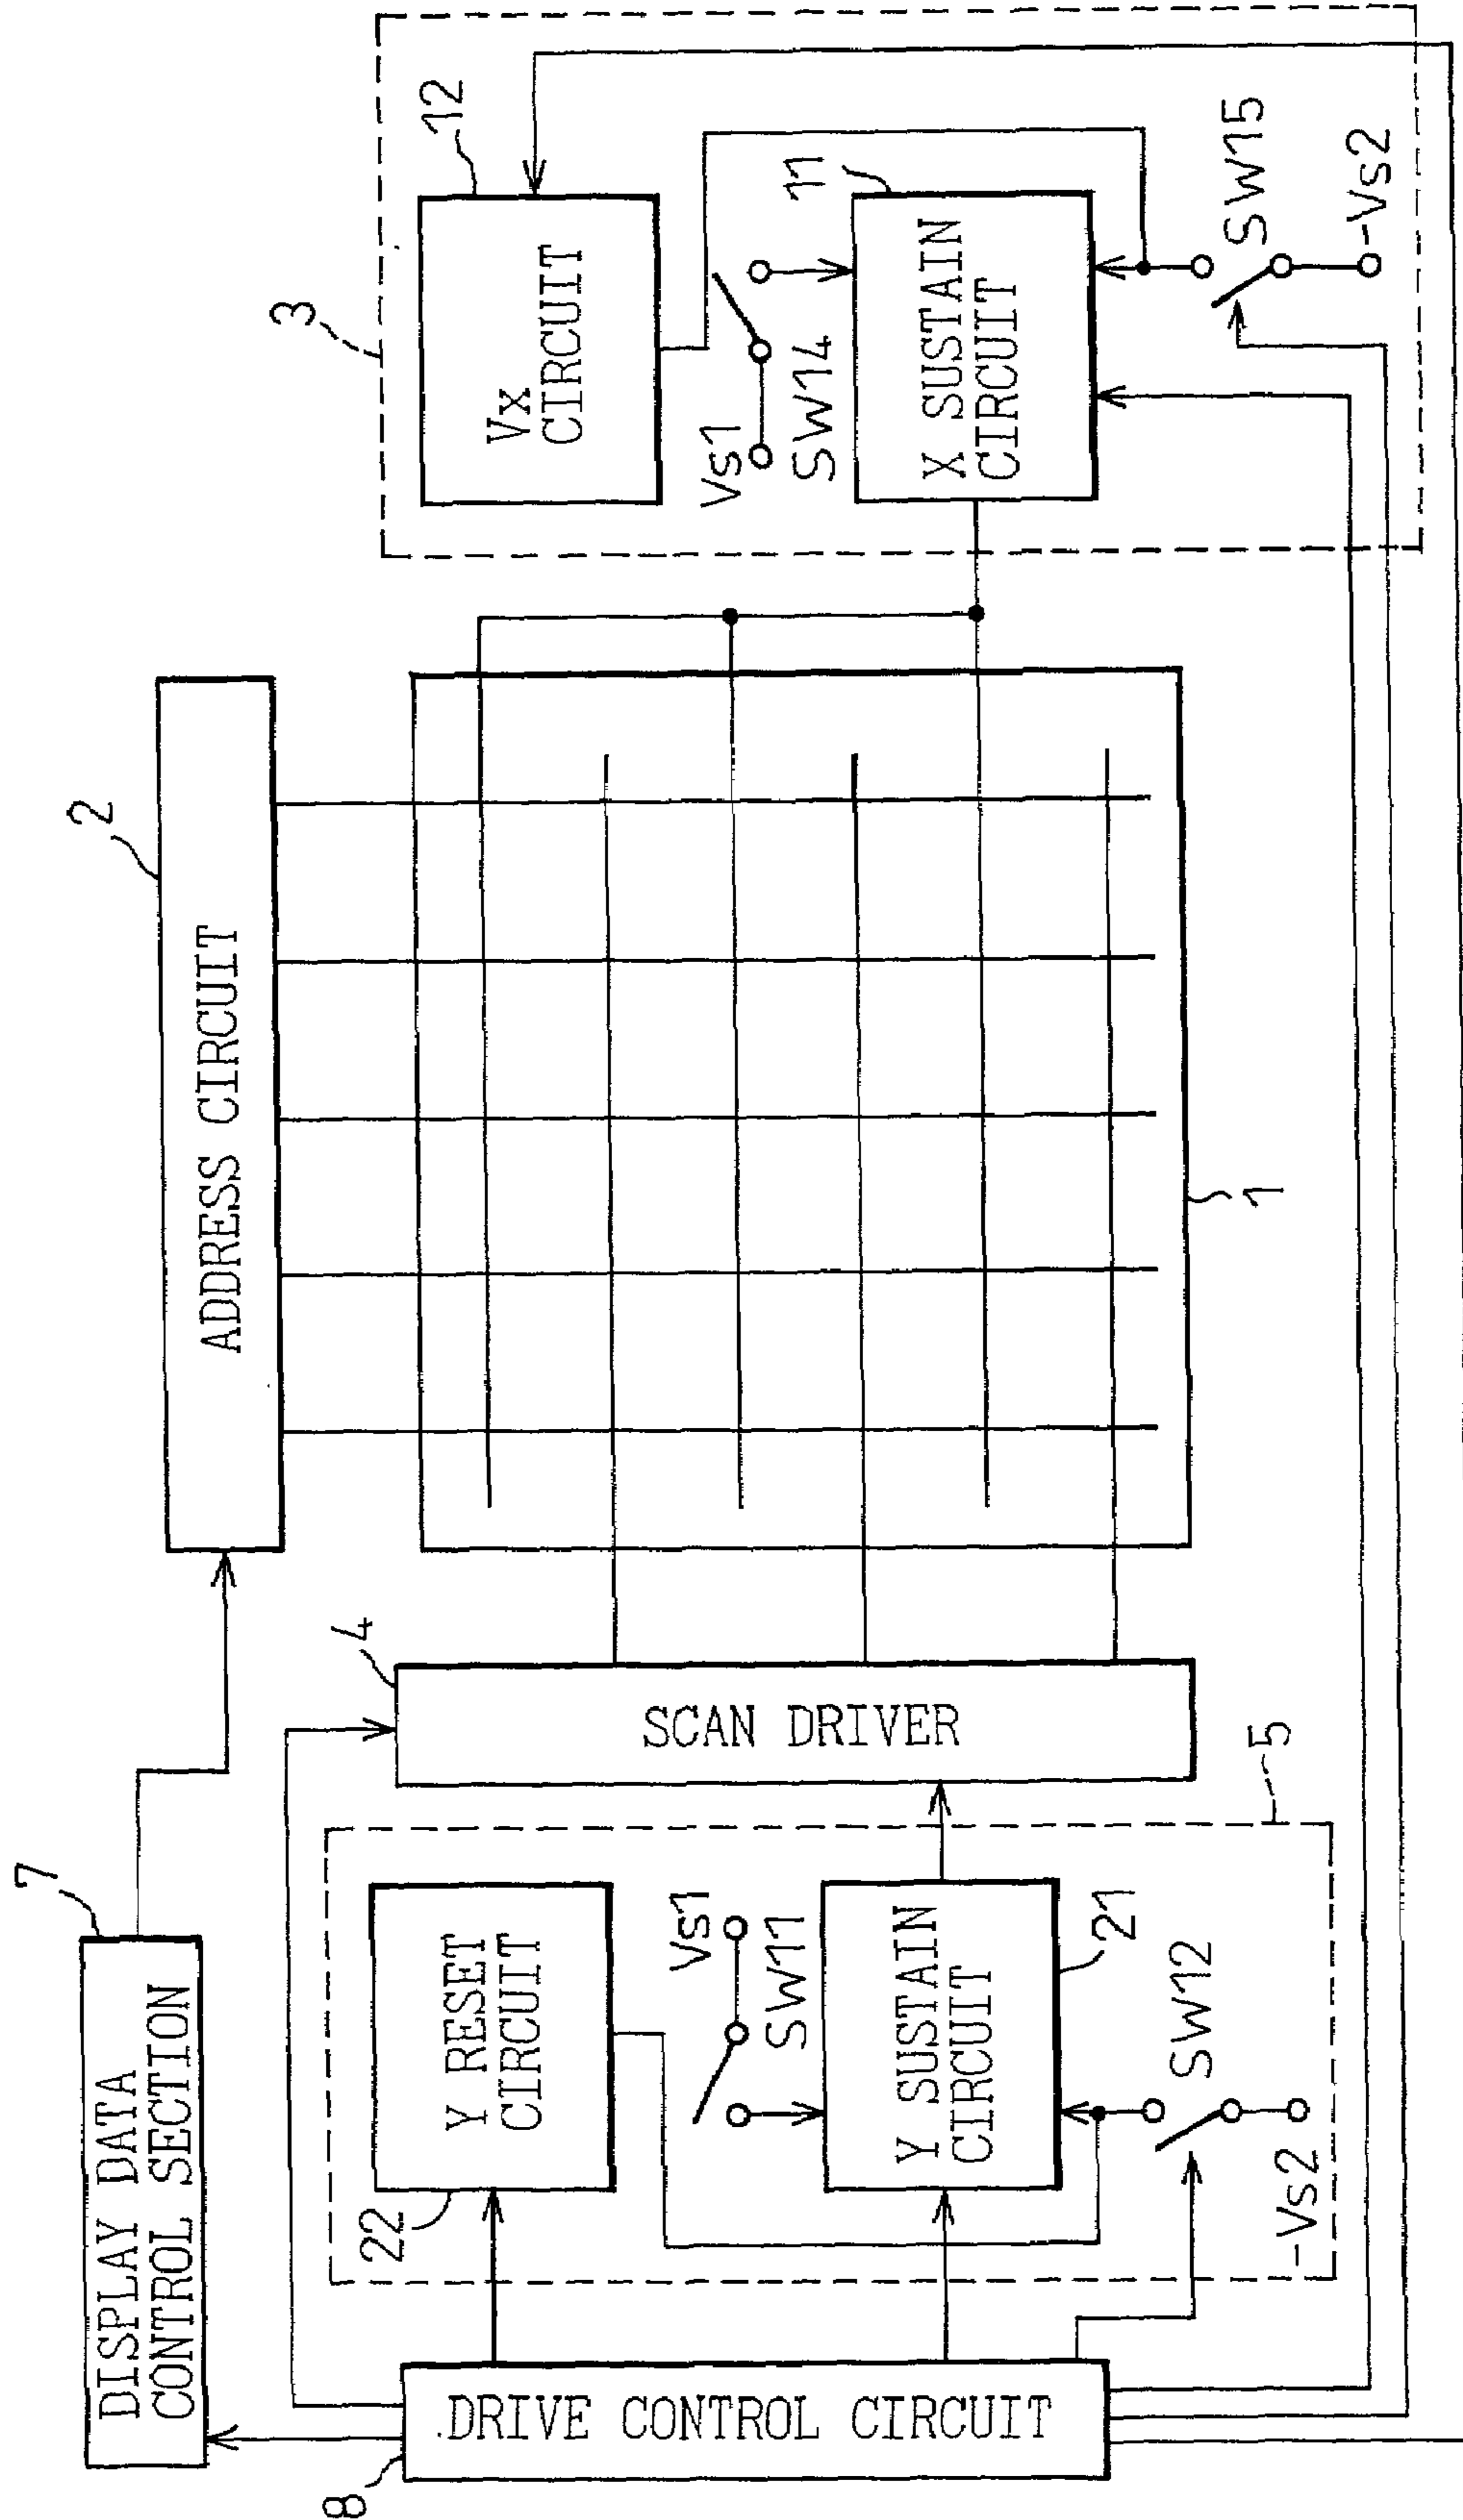 7
DISPLAY DATA
CONTROL SECTION
2
ADDRESS CIRCUIT
3
12
Vx
CIRCUIT
Vs1
SW14
11
X SUSTAIN
CIRCUIT
SW15
-Vs2
4
SCAN DRIVER
1
22
Y RESET
CIRCUIT
Vs1
SW11
Y SUSTAIN
CIRCUIT
21
SW12
-Vs2
5
8
DRIVE CONTROL CIRCUIT